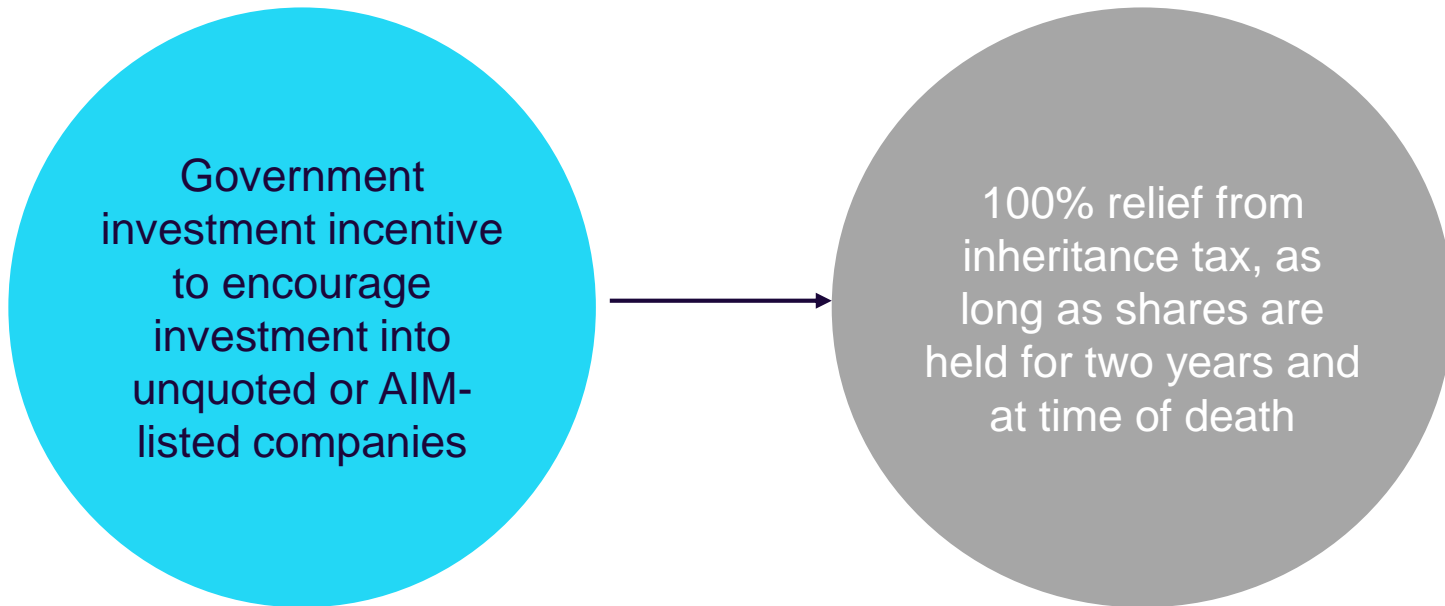 Government
investment incentive
to encourage
investment into
unquoted or AIM-
listed companies
100% relief from
inheritance tax, as
long as shares are
held for two years and
at time of death